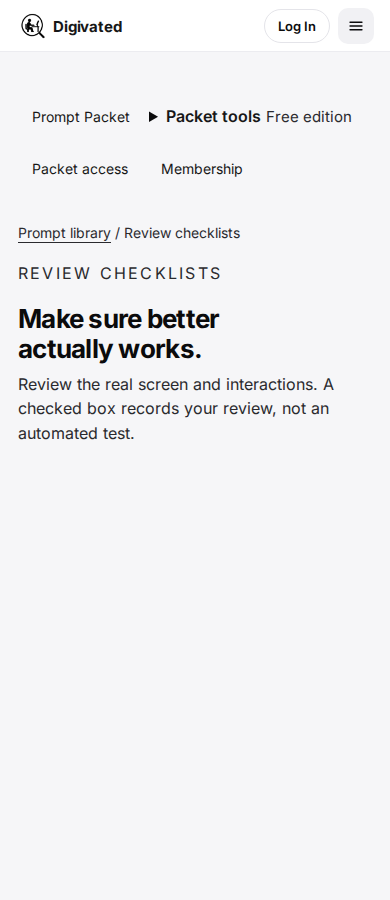 Digivated
Log In
Prompt Packet
Packet tools Free edition
Packet access
Membership
Prompt library / Review checklists
REVIEW CHECKLISTS
Make sure better
actually works.
Review the real screen and interactions. A
checked box records your review, not an
automated test.